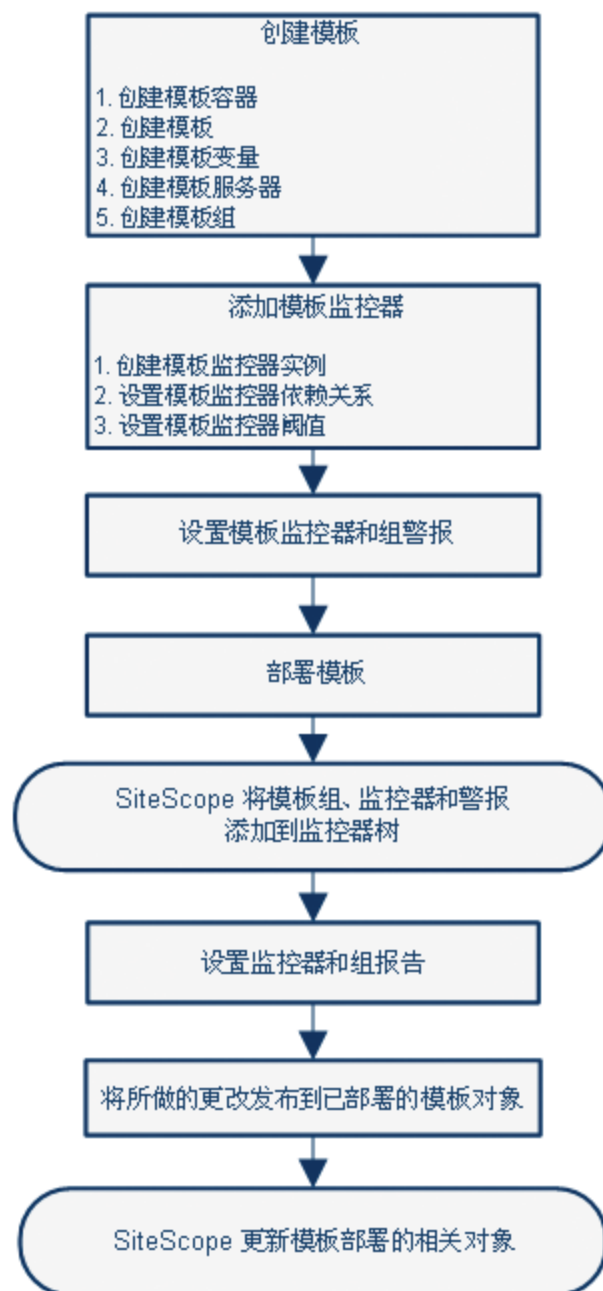 创建模板
1. 创建模板容器
2. 创建模板
3. 创建模板变量
4. 创建模板服务器
5. 创建模板组
添加模板监控器
1. 创建模板监控器实例
2. 设置模板监控器依赖关系
3. 设置模板监控器阈值
设置模板监控器和组警报
部署模板
SiteScope 将模板组、监控器和警报
添加到监控器树
设置监控器和组报告
将所做的更改发布到已部署的模板对象
SiteScope 更新模板部署的相关对象